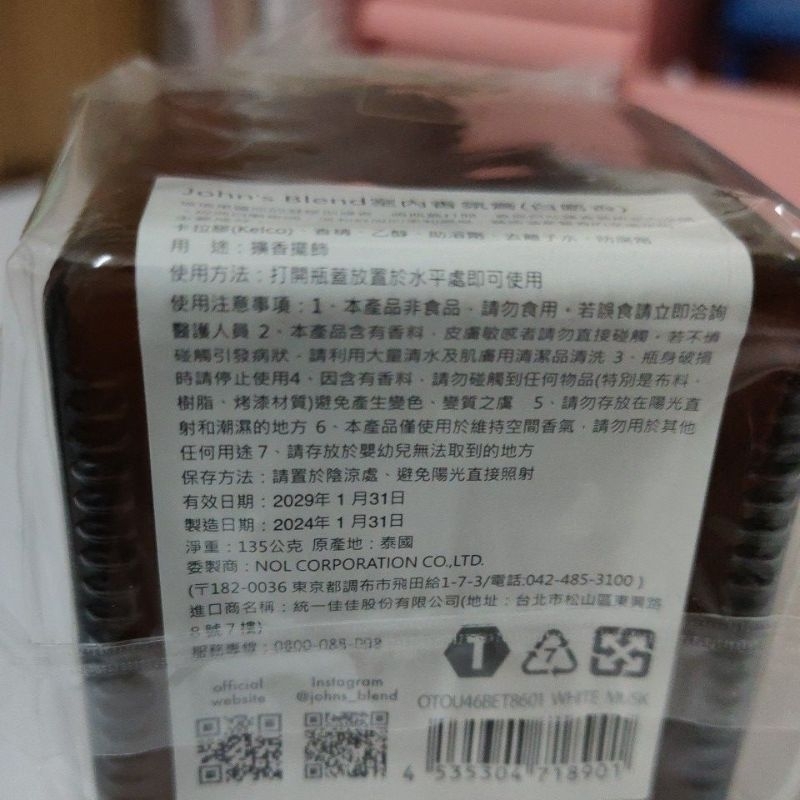 John's Blend室內香氛膏(白麝香)
卡拉膠(Kelco)、香精、乙醇、助溶劑、去離子水、防腐劑
用　途：擴香擺飾
使用方法：打開瓶蓋放置於水平處即可使用
使用注意事項：1、本產品非食品，請勿食用。若誤食請立即洽詢
醫護人員 2、本產品含有香料，皮膚敏感者請勿直接碰觸，若不慎
碰觸引發病狀，請利用大量清水及肌膚用清潔品清洗 3、瓶身破損
時請停止使用4、因含有香料，請勿碰觸到任何物品(特別是布料、
樹脂、烤漆材質)避免產生變色、變質之虞　5、請勿存放在陽光直
射和潮濕的地方 6、本產品僅使用於維持空間香氣，請勿用於其他
任何用途 7、請存放於嬰幼兒無法取到的地方
保存方法：請置於陰涼處、避免陽光直接照射
有效日期：2029年 1 月31日
製造日期：2024年 1 月31日
淨重：135公克 原產地：泰國
委製商：NOL CORPORATION CO.,LTD.
(〒182-0036 東京都調布市飛田給1-7-3/電話:042-485-3100 )
進口商名稱：統一佳佳股份有限公司(地址：台北市松山區東興路
8 號 7 樓)
服務專線：0800-085-098
official
website
Instagram
@johns_blend
1
7
OTOU46BET8601 WHITE MUSK
4 535304 718901